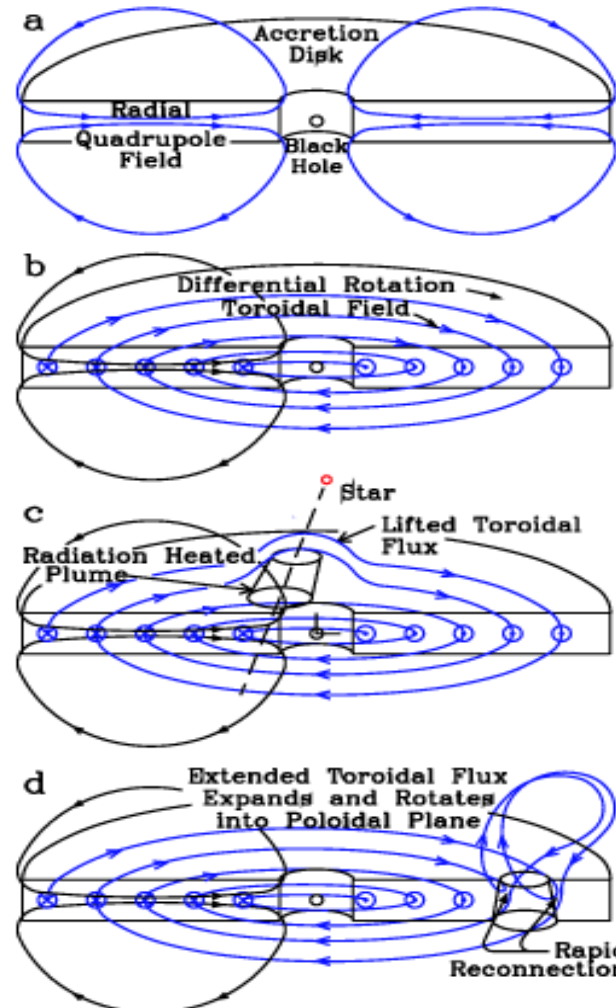 a
Accretion
Disk
Radial
Quadrupole
Field
Black
Hole
b
Differential Rotation
Toroidal Field
c
Star
Lifted Toroidal
Flux
Radiation Heated
Plume
d
Extended Toroidal Flux
Expands and Rotates
into Poloidal Plane
Rapid
Reconnection